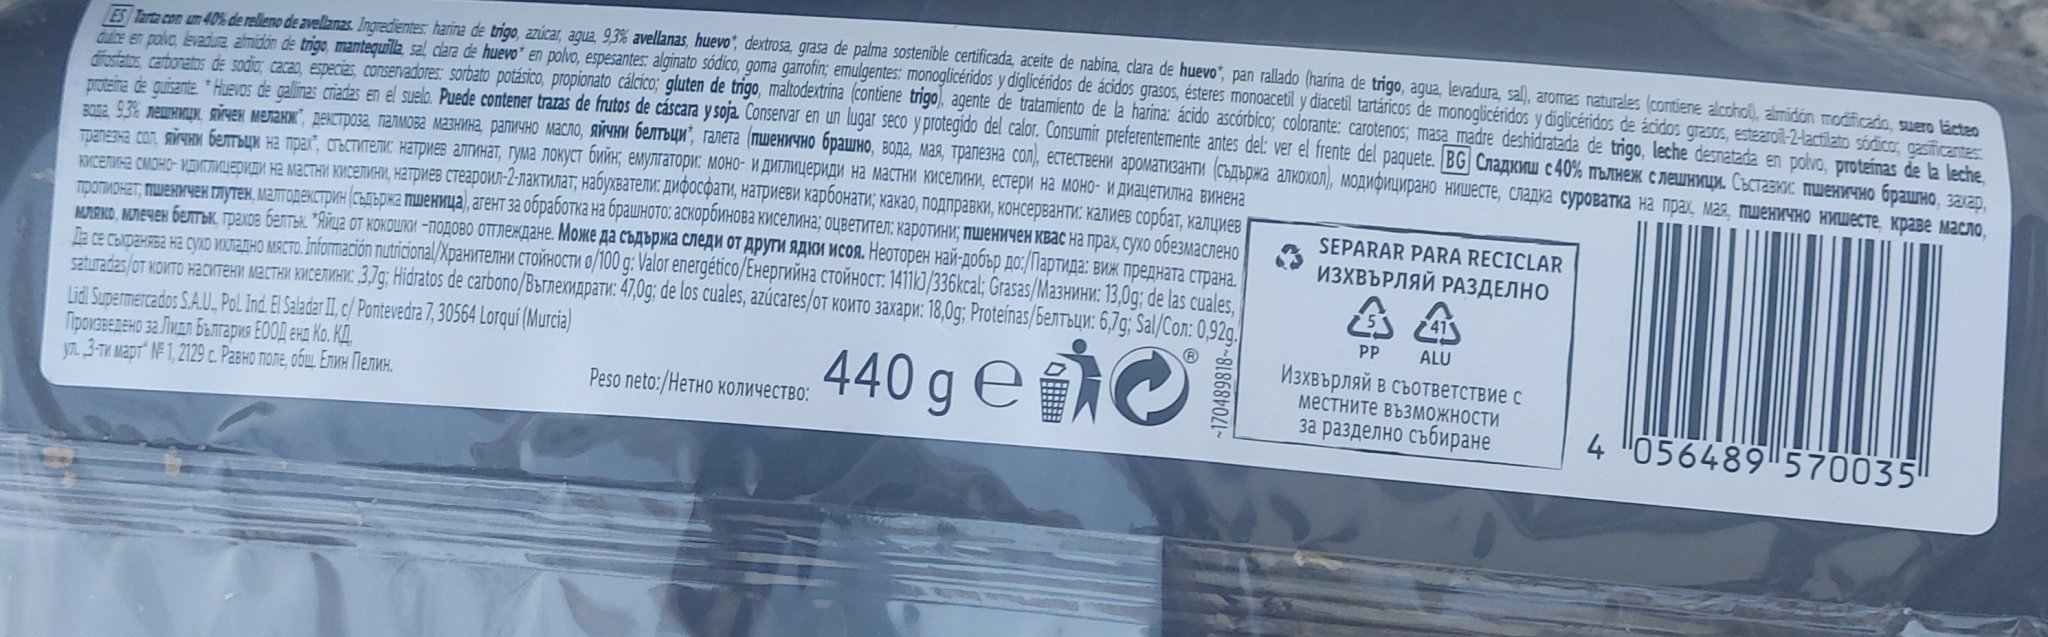 ES Tarta con un 40% de relleno de avellanas. Ingredientes: harina de trigo, azúcar, agua, 9,3% avellanas, huevo*, dextrosa, grasa de palma sostenible certificada, aceite de nabina, clara de huevo*, pan rallado (harina de trigo, agua, levadura, sal), aromas naturales (contiene alcohol), almidón modificado, suero lácteo
dulce en polvo, levadura, almidón de trigo, mantequilla, sal, clara de huevo* en polvo, espesantes: alginato sódico, goma garrofín; emulgentes: monoglicéridos y diglicéridos de ácidos grasos, ésteres monoacetil y diacetil tartáricos de monoglicéridos y diglicéridos de ácidos grasos, estearoil-2-lactilato sódico; gasificantes:
difosfatos, carbonatos de sodio; cacao, especias, conservadores: sorbato potásico, propionato cálcico; gluten de trigo, maltodextrina (contiene trigo), agente de tratamiento de la harina: ácido ascórbico; colorante: carotenos; masa madre deshidratada de trigo, leche desnatada en polvo, proteínas de la leche,
proteína de guisante. *Huevos de gallinas criadas en el suelo. Puede contener trazas de frutos de cáscara y soja. Conservar en un lugar seco y protegido del calor. Consumir preferentemente antes del: ver el frente del paquete. BG Сладкиш с 40% пълнеж с лешници. Съставки: пшенично брашно, захар,
вода, 9,3% лешници, яйчен меланж*, декстроза, палмова мазнина, рапично масло, яйчни белтъци*, галета (пшенично брашно, вода, мая, трапезна сол), естествени ароматизанти (съдържа алкохол), модифицирано нишесте, сладка суроватка на прах, мая, пшенично нишесте, краве масло,
трапезна сол, яйчни белтъци на прах*, сгъстители: натриев алгинат, гума локуст бийн; емулгатори: моно- и диглицериди на мастни киселини, естери на моно- и диацетилна винена
киселина с моно- и диглицериди на мастни киселини, натриев стеароил-2-лактилат; набухватели: дифосфати, натриеви карбонати; какао, подправки, консерванти: калиев сорбат, калциев
пропионат; пшеничен глутен, малтодекстрин (съдържа пшеница), агент за обработка на брашното: аскорбинова киселина; оцветител: каротини; пшеничен квас на прах, сухо обезмаслено
мляко, млечен белтък, грахов белтък. *Яйца от кокошки -подово отглеждане. Може да съдържа следи от други ядки и соя. Неотворен най-добър до:/Партида: виж предната страна.
Да се съхранява на сухо и хладно място. Información nutricional/Хранителни стойности ø/100 g: Valor energético/Енергийна стойност: 1411kJ/336kcal; Grasas/Мазнини: 13,0g; de las cuales,
saturadas/от които наситени мастни киселини: 3,7g; Hidratos de carbono/Въглехидрати: 47,0g; de los cuales, azúcares/от които захари: 18,0g; Proteínas/Белтъци: 6,7g; Sal/Сол: 0,92g.
Lidl Supermercados S.A.U., Pol. Ind. El Saladar II, c/ Pontevedra 7, 30564 Lorquí (Murcia)
Произведено за Лидл България ЕООД енд Ко. КД,
ул. „3-ти март“ № 1, 2129 с. Равно поле, общ. Елин Пелин.
Peso neto:/Нетно количество: 440 g e
®
~170489818~
SEPARAR PARA RECICLAR
ИЗХВЪРЛЯЙ РАЗДЕЛНО
5 41
PP ALU
Изхвърляй в съответствие с
местните възможности
за разделно събиране
4 056489 570035